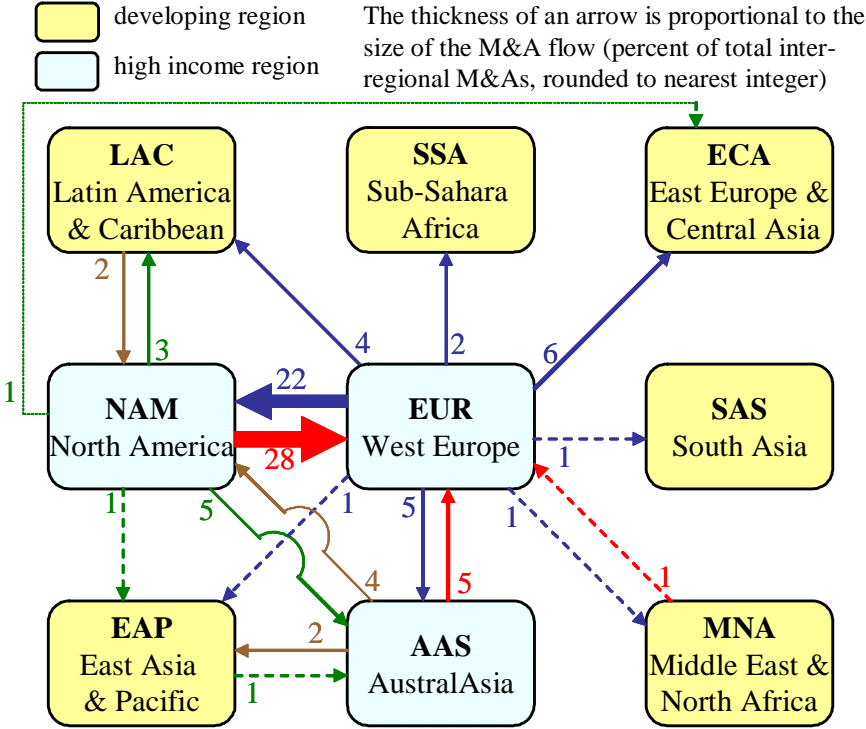 developing region
high income region
The thickness of an arrow is proportional to the
size of the M&A flow (percent of total inter-
regional M&As, rounded to nearest integer)
LAC
Latin America
& Caribbean
SSA
Sub-Sahara
Africa
ECA
East Europe &
Central Asia
2
3
4
2
6
1
NAM
North America
22
28
EUR
West Europe
1
SAS
South Asia
1
5
1
5
1
4
5
1
EAP
East Asia
& Pacific
2
1
AAS
AustralAsia
MNA
Middle East &
North Africa